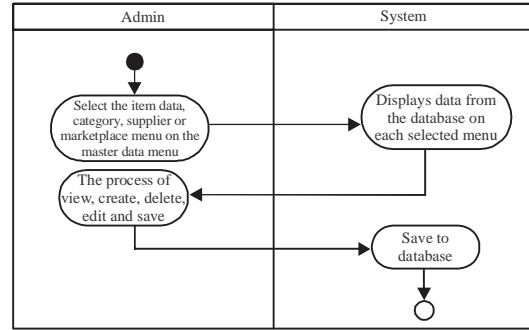 Admin
System
Select the item data,
category, supplier or
marketplace menu on the
master data menu
Displays data from
the database on
each selected menu
The process of
view, create, delete,
edit and save
Save to
database